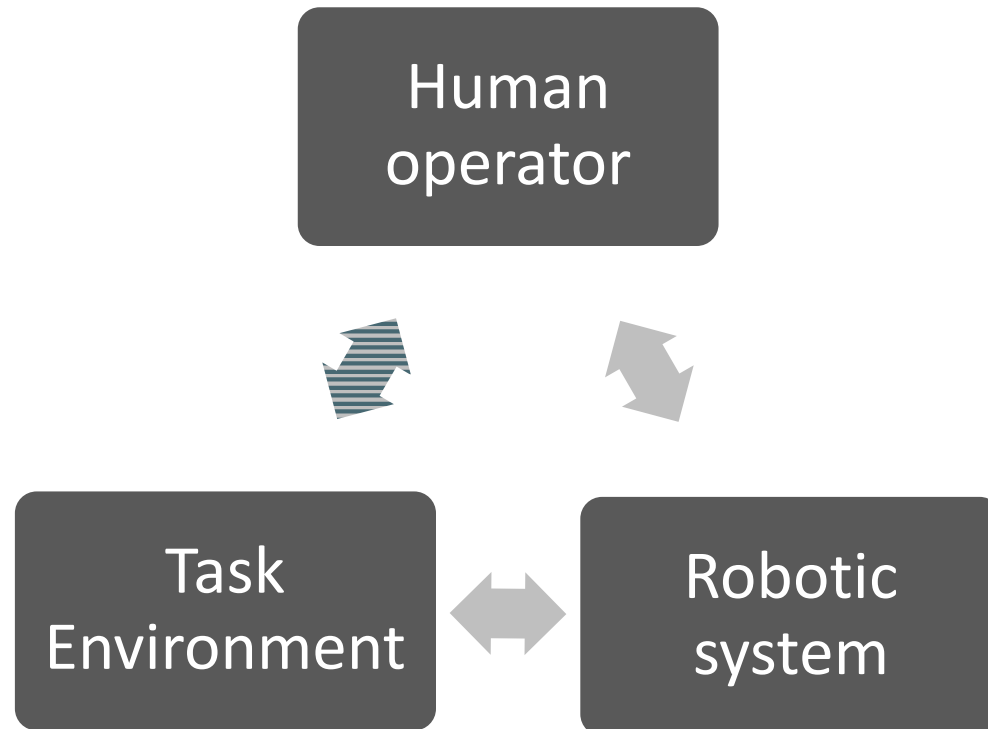 Human
operator
Task
Environment
Robotic
system